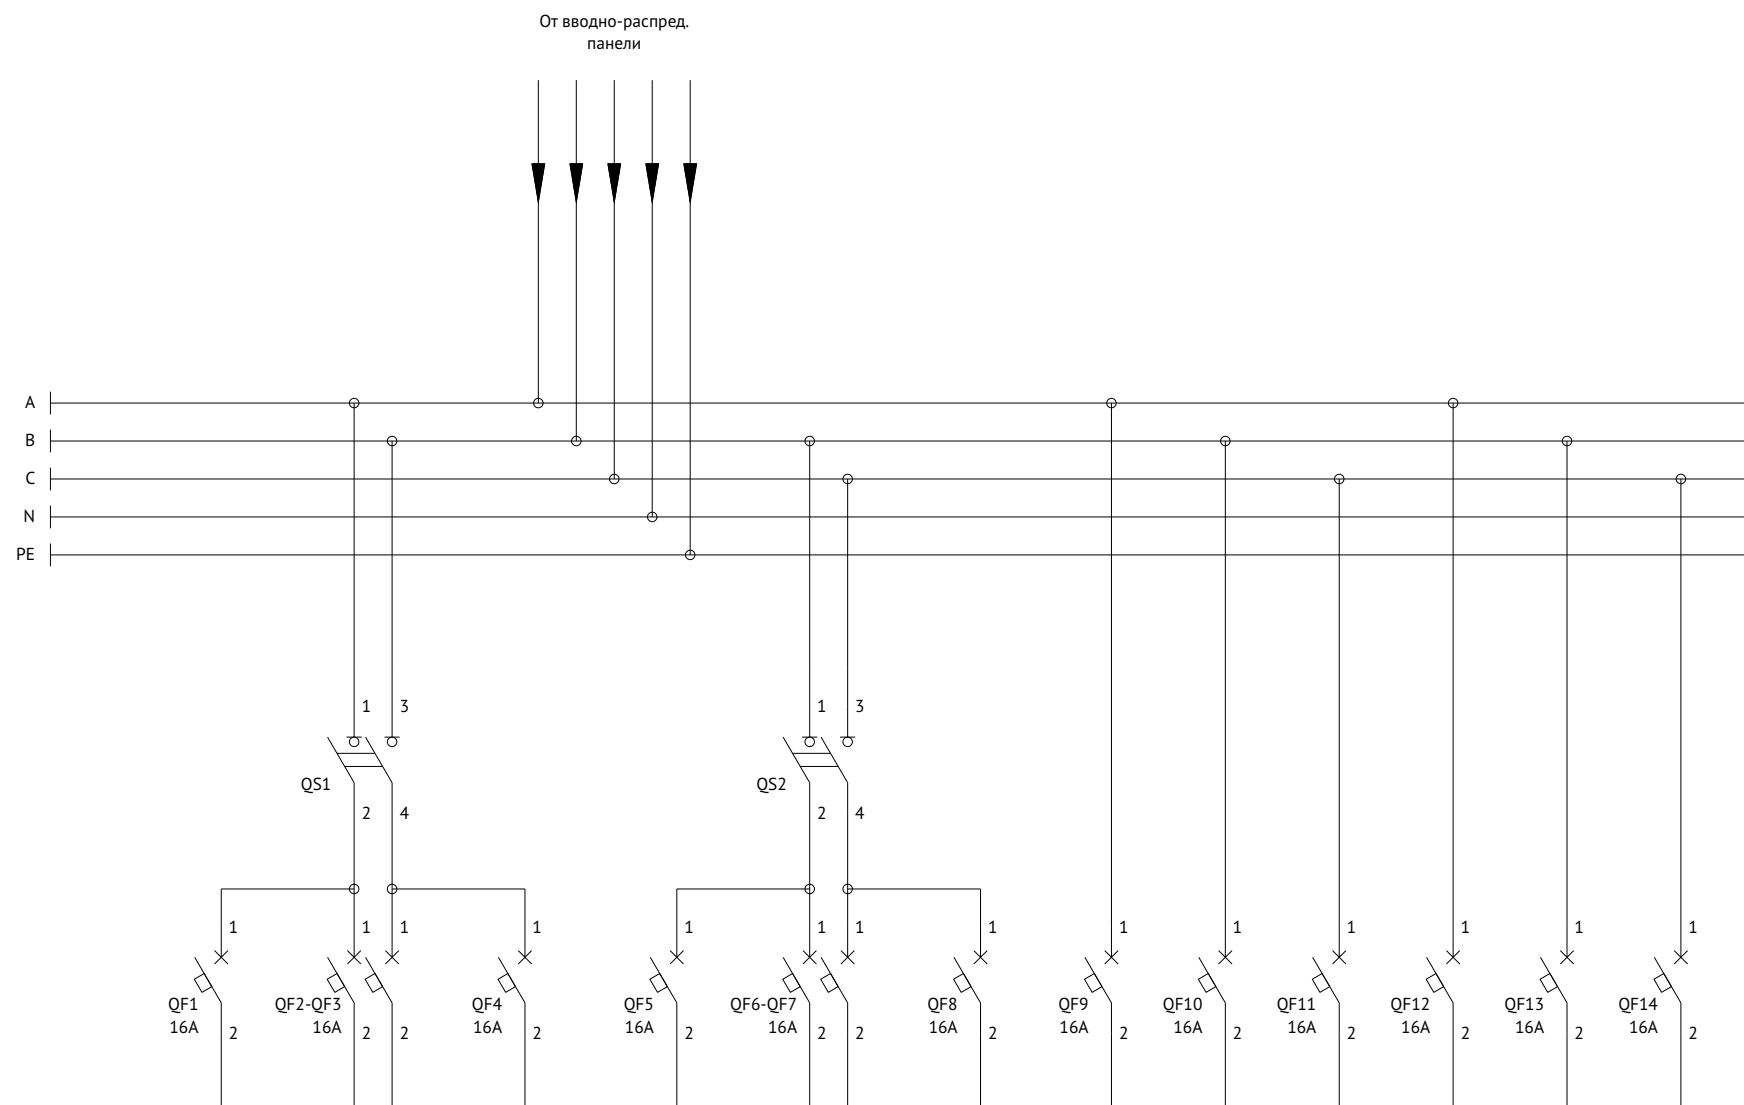 От вводно-распред.
панели
A
B
C
N
PE
1 3 1 3
QS1 QS2
2 4 2 4
1 1 1 1 1 1 1 1 1 1 1 1 1 1
QF1 QF2-QF3 QF4 QF5 QF6-QF7 QF8 QF9 QF10 QF11 QF12 QF13 QF14
16A 16A 16A 16A 16A 16A 16A 16A 16A 16A 16A 16A
2 2 2 2 2 2 2 2 2 2 2 2 2 2